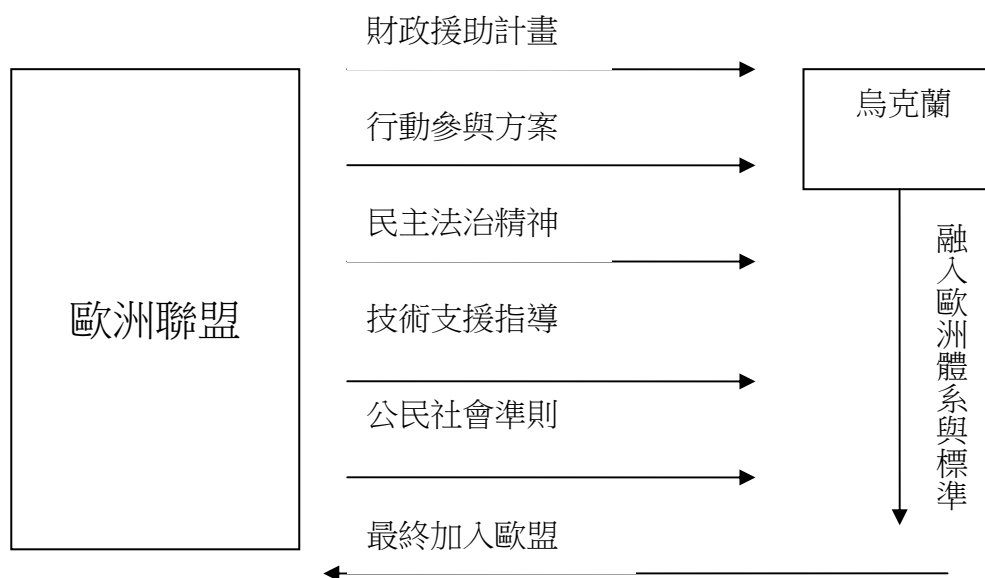 財政援助計畫
烏克蘭
行動參與方案
民主法治精神
歐洲聯盟
技術支援指導
融入歐洲體系與標準
公民社會準則
最終加入歐盟